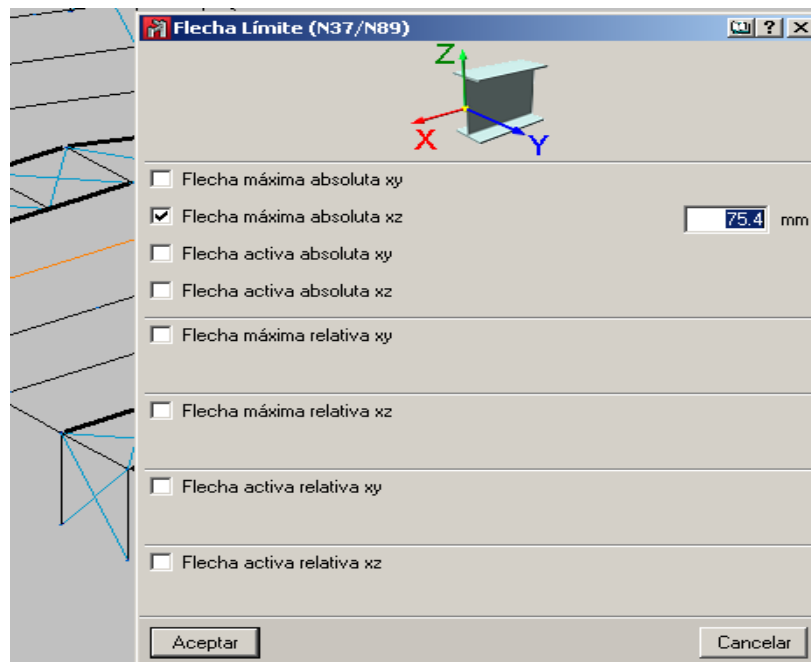 Flecha Límite (N37/N89)
Z
X
Y
Flecha máxima absoluta xy
Flecha máxima absoluta xz 75.4 mm
Flecha activa absoluta xy
Flecha activa absoluta xz
Flecha máxima relativa xy
Flecha máxima relativa xz
Flecha activa relativa xy
Flecha activa relativa xz
Aceptar Cancelar